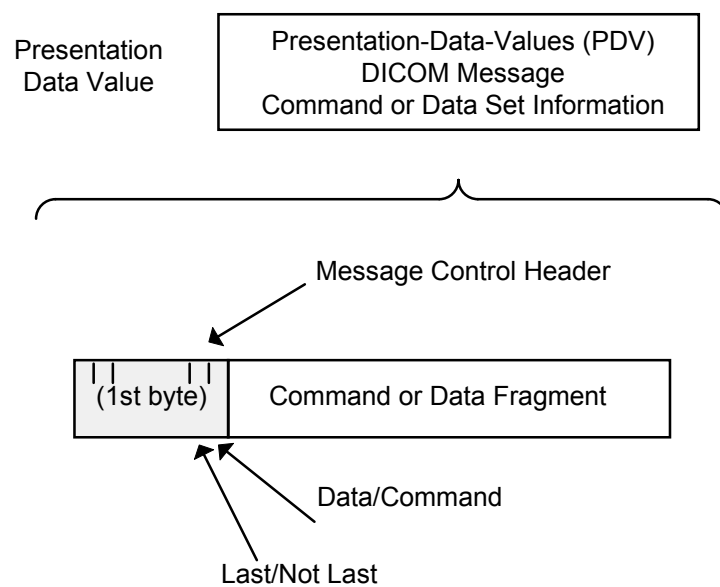 Presentation
Data Value
Presentation-Data-Values (PDV)
DICOM Message
Command or Data Set Information
Message Control Header
(1st byte)
Command or Data Fragment
Data/Command
Last/Not Last